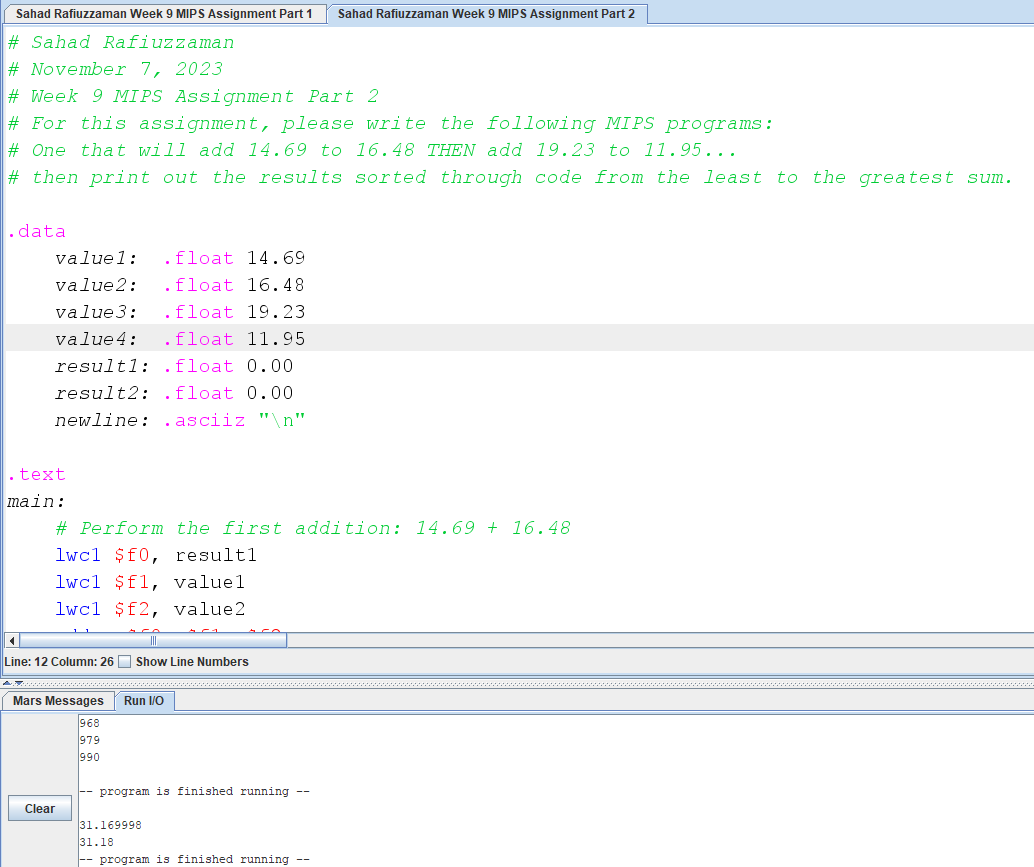 Sahad Rafiuzzaman Week 9 MIPS Assignment Part 1 Sahad Rafiuzzaman Week 9 MIPS Assignment Part 2
# Sahad Rafiuzzaman
# November 7, 2023
# Week 9 MIPS Assignment Part 2
# For this assignment, please write the following MIPS programs:
# One that will add 14.69 to 16.48 THEN add 19.23 to 11.95...
# then print out the results sorted through code from the least to the greatest sum.
.data
value1: .float 14.69
value2: .float 16.48
value3: .float 19.23
value4: .float 11.95
result1: .float 0.00
result2: .float 0.00
newline: .asciiz "\n"
.text
main:
# Perform the first addition: 14.69 + 16.48
lwc1 $f0, result1
lwc1 $f1, value1
lwc1 $f2, value2
Line: 12 Column: 26 Show Line Numbers
Mars Messages Run I/O
Clear
968
979
990
-- program is finished running --
31.169998
31.18
-- program is finished running --